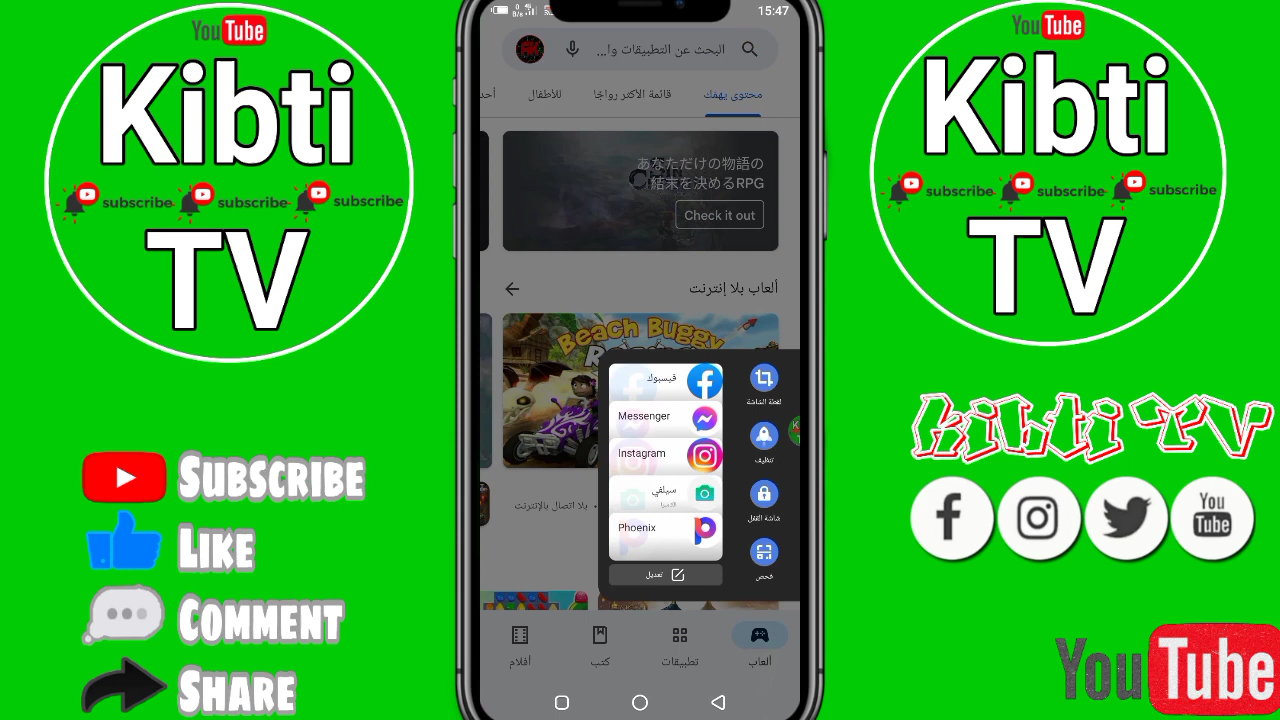 YouTube
Kibti
subscribe subscribe subscribe
TV
SUBSCRIBE
LIKE
COMMENT
SHARE
0
B/s
15:47
البحث عن التطبيقات وا...
محتوى يهمك
قائمة الأكثر رواجًا
للأطفال
أحد
あなただけの物語の
結末を決めるRPG
Check it out
ألعاب بلا إنترنت
Beach Buggy
بلا اتصال بالإنترنت
فيسبوك
Messenger
Instagram
سيلفي
Phoenix
تعديل
لقطة الشاشة
تنظيف
شاشة القفل
فحص
ألعاب
تطبيقات
كتب
أفلام
YouTube
Kibti
subscribe subscribe subscribe
TV
Kibti TV
You
Tube
YouTube